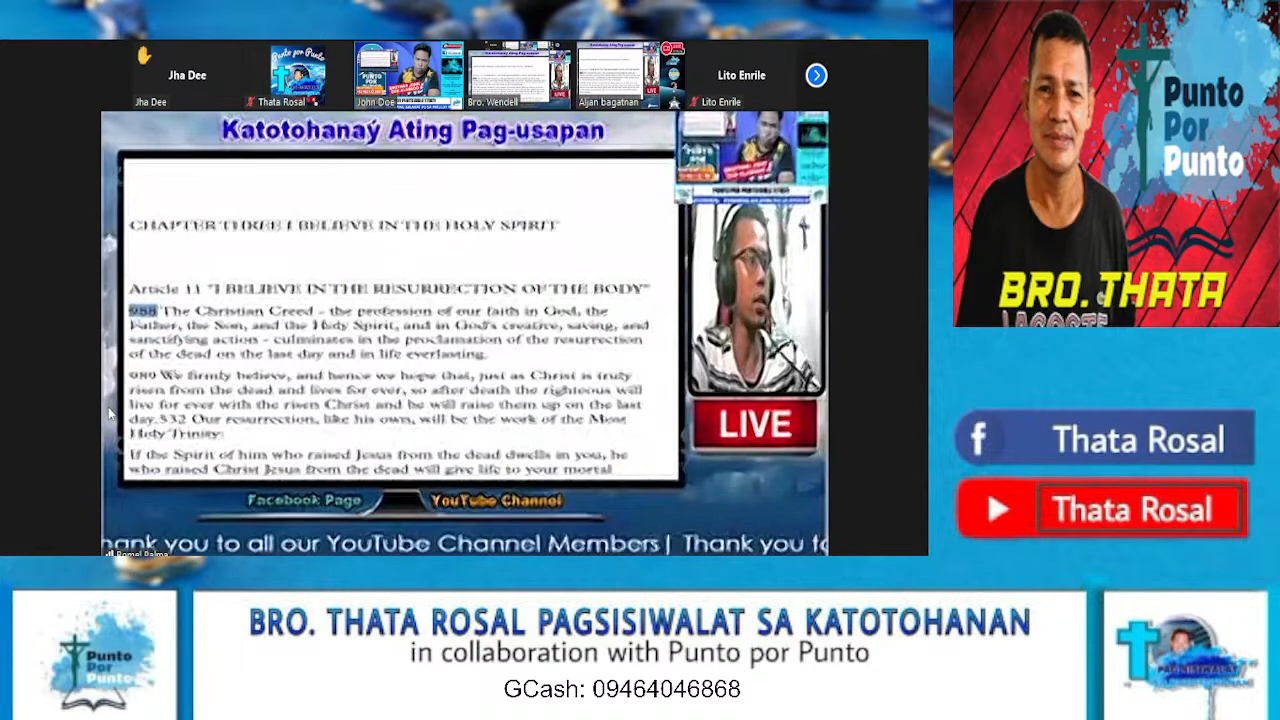 Jha Dee
Jha Dee
Thata Rosal
John Doe
Bro. Wendell
Aljan bagatnan
Lito Enrile
Lito Enrile
Katotohanaý Ating Pag-usapan
CHAPTER THREE I BELIEVE IN THE HOLY SPIRIT
Article 11 "I BELIEVE IN THE RESURRECTION OF THE BODY"
988 The Christian Creed - the profession of our faith in God, the
Father, the Son, and the Holy Spirit, and in God's creative, saving, and
sanctifying action - culminates in the proclamation of the resurrection
of the dead on the last day and in life everlasting.
989 We firmly believe, and hence we hope that, just as Christ is truly
risen from the dead and lives for ever, so after death the righteous will
live for ever with the risen Christ and he will raise them up on the last
day.532 Our resurrection, like his own, will be the work of the Most
Holy Trinity:
If the Spirit of him who raised Jesus from the dead dwells in you, he
who raised Christ Jesus from the dead will give life to your mortal
LIVE
Facebook Page
YouTube Channel
hank you to all our YouTube Channel Members| Thank you to
Romel Palma
Punto
Por
Punto
BRO. THATA
LACOSTE
Thata Rosal
Thata Rosal
Punto
Por
Punto
BRO. THATA ROSAL PAGSISIWALAT SA KATOTOHANAN
in collaboration with Punto por Punto
GCash: 09464046868